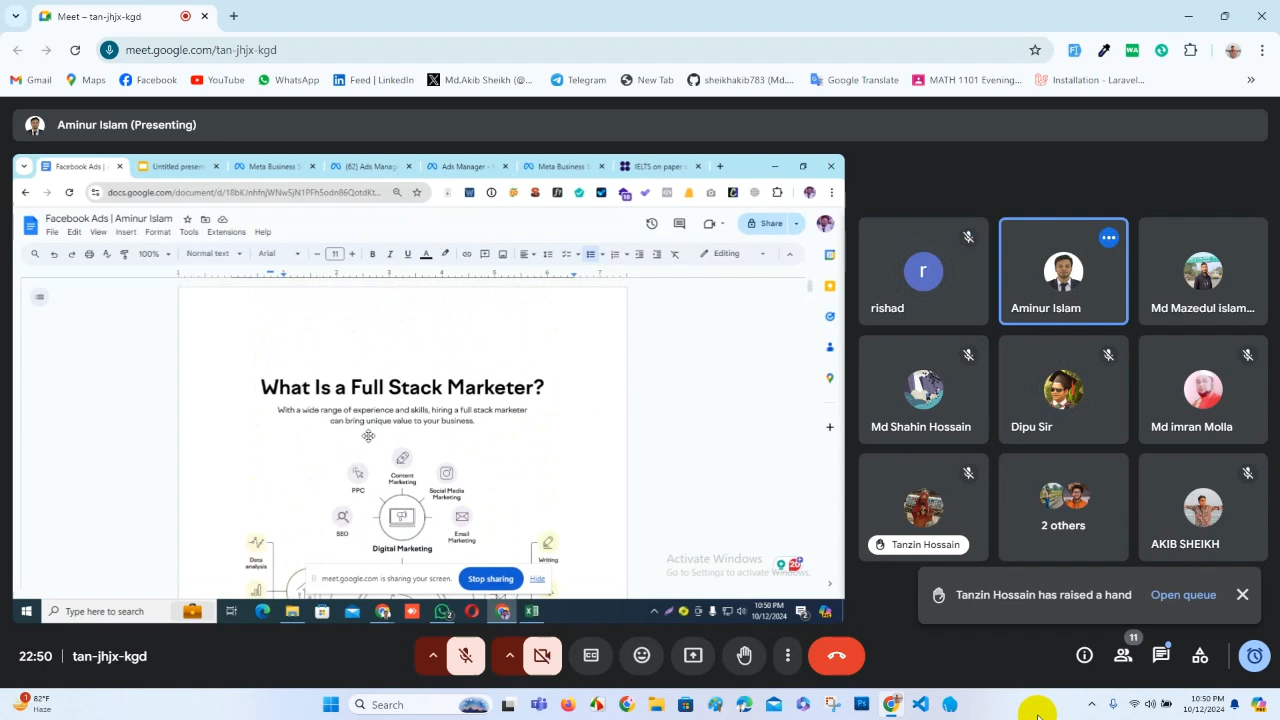 Meet – tan-jhjx-kgd
meet.google.com/tan-jhjx-kgd
Gmail
Maps
Facebook
YouTube
WhatsApp
Feed | LinkedIn
Md.Akib Sheikh (@...
Telegram
New Tab
sheikhakib783 (Md....
Google Translate
MATH 1101 Evening...
Installation - Laravel...
Aminur Islam (Presenting)
Facebook Ads |
Untitled presen
Meta Business S
(62) Ads Manag
Ads Manager -
Meta Business S
IELTS on paper
docs.google.com/document/d/18bKJnhfnjWNwSjN1PFh5odn86QotdKt...
Facebook Ads | Aminur Islam
File Edit View Insert Format Tools Extensions Help
Share
100%
Normal text
Arial
11
B I U A
Editing
What Is a Full Stack Marketer?
With a wide range of experience and skills, hiring a full stack marketer
can bring unique value to your business.
Content
Marketing
PPC
Social Media
Marketing
SEO
Email
Marketing
Digital Marketing
Data
analysis
Writing
meet.google.com is sharing your screen.
Stop sharing
Hide
Activate Windows
Go to Settings to activate Windows.
Type here to search
10:50 PM
10/12/2024
r
rishad
Aminur Islam
Md Mazedul islam...
Md Shahin Hossain
Dipu Sir
Md imran Molla
Tanzin Hossain
2 others
AKIB SHEIKH
Tanzin Hossain has raised a hand
Open queue
22:50
tan-jhjx-kgd
11
82°F
Haze
Search
10:50 PM
10/12/2024